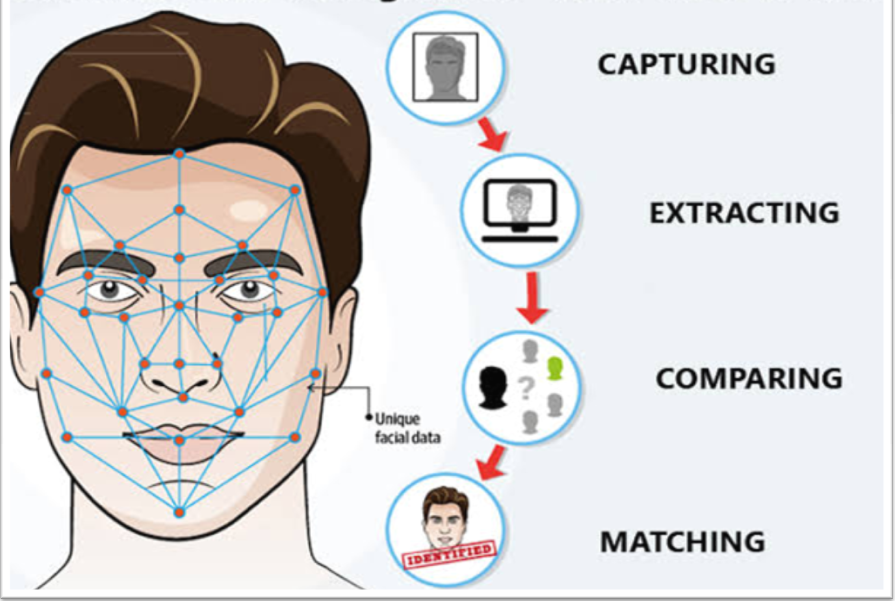 CAPTURING
EXTRACTING
COMPARING
?
Unique
facial data
MATCHING
IDENTIFIED